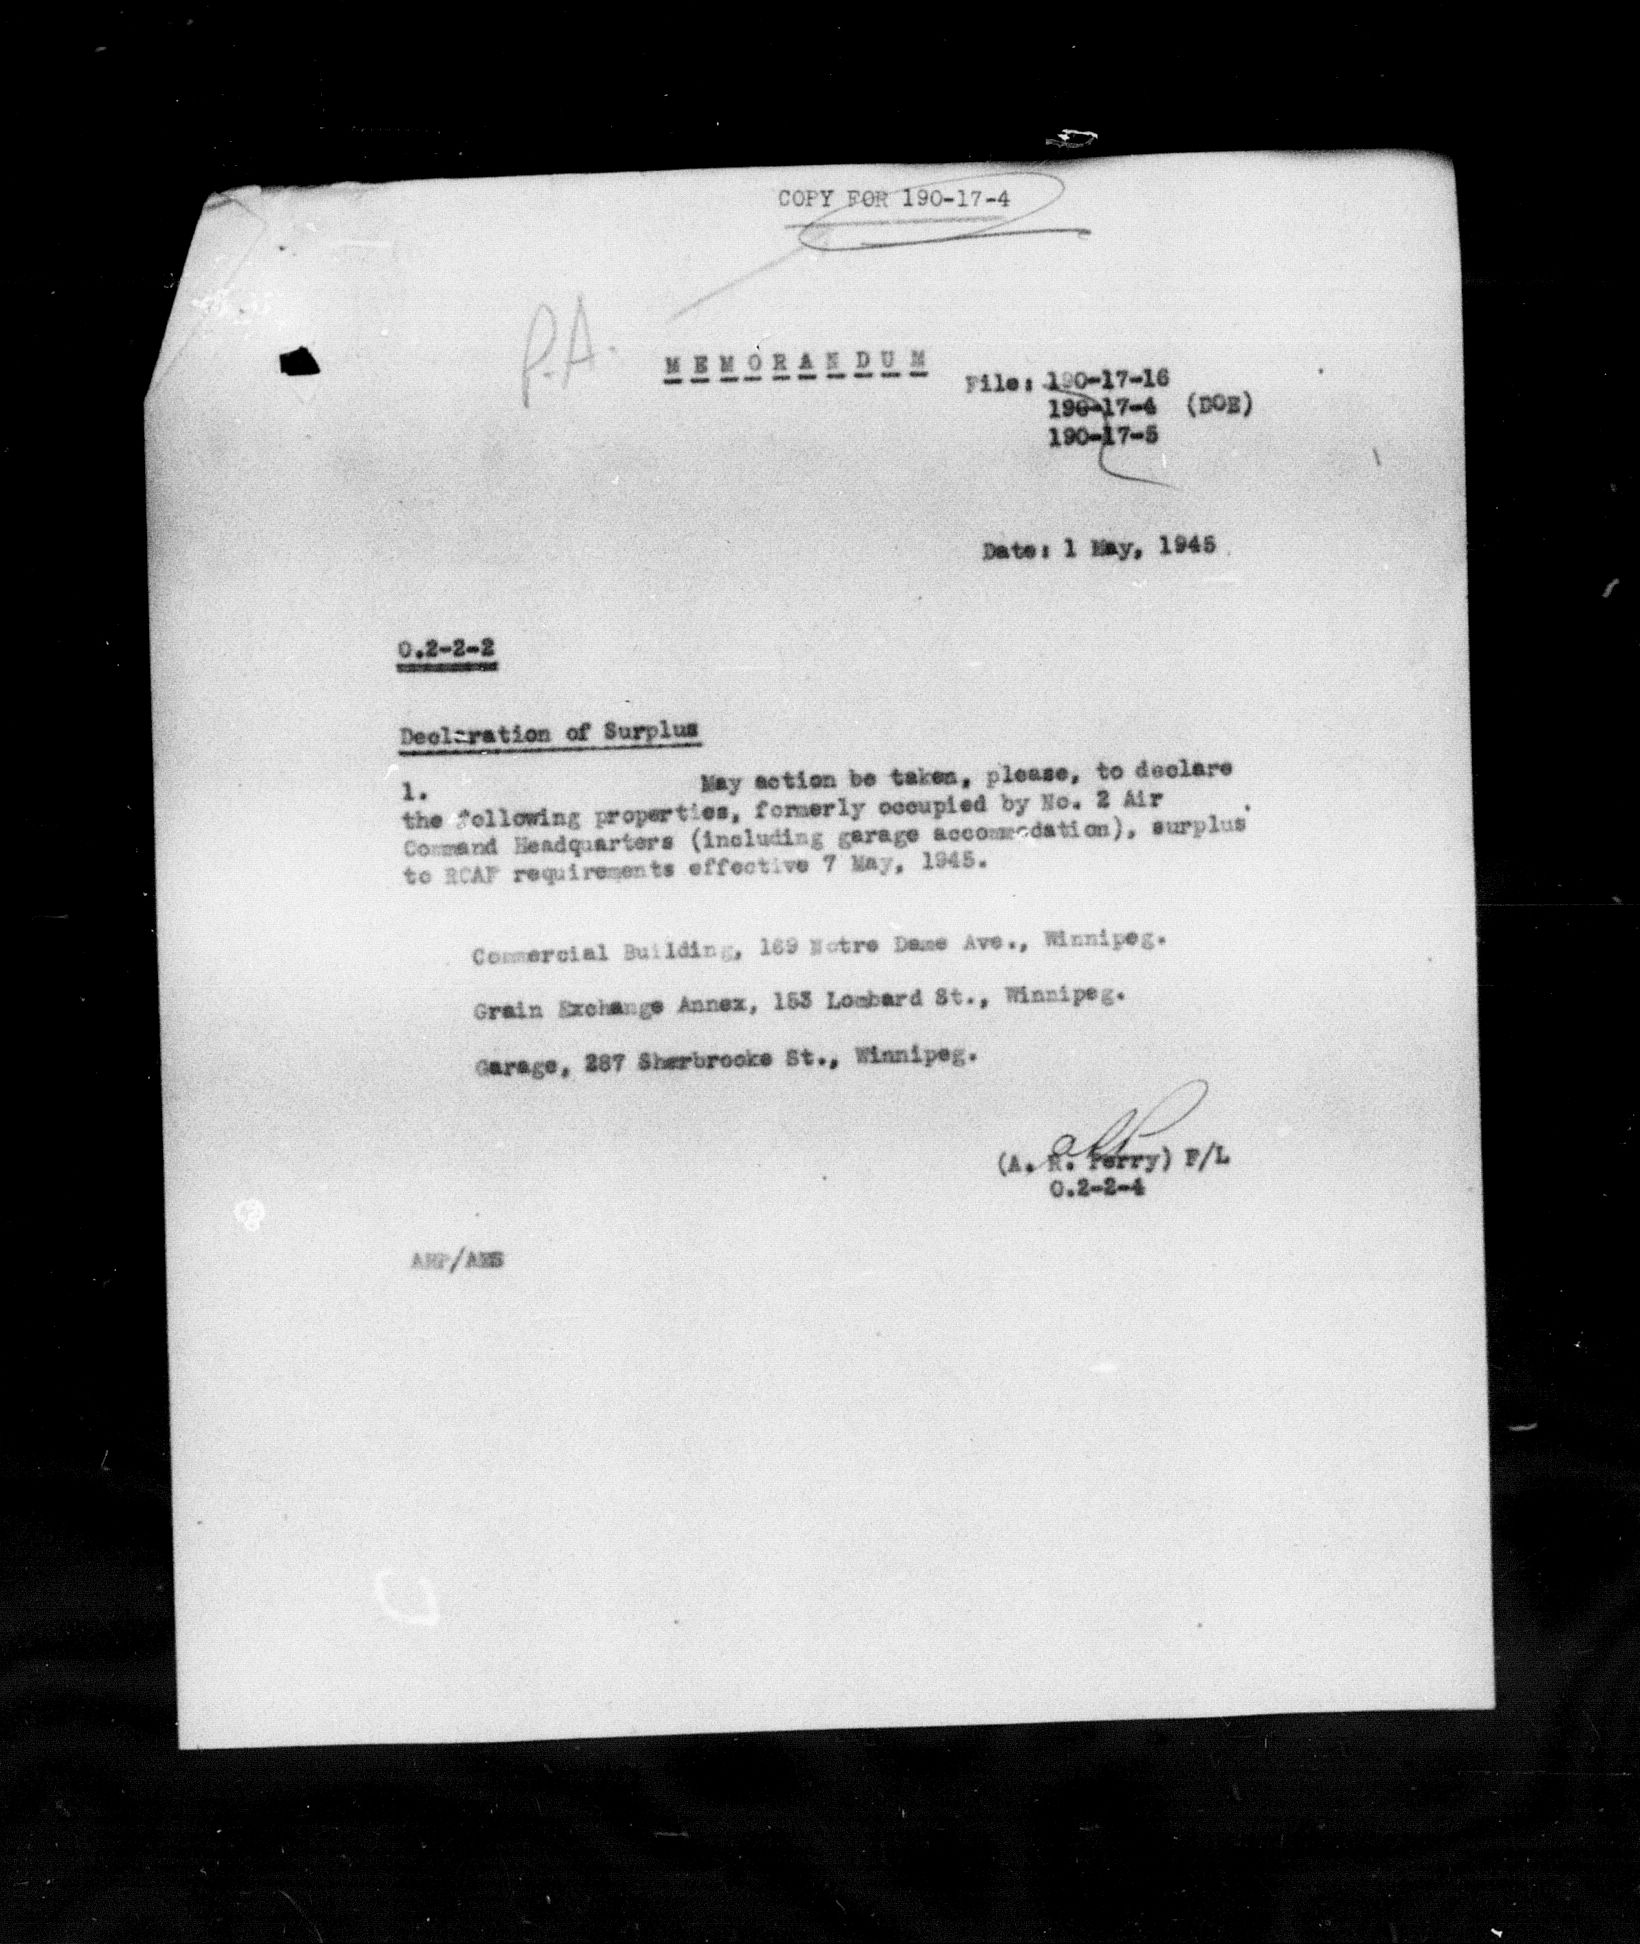 COPY FOR 190-17-4
P.A.
MEMORANDUM
File: 190-17-16
190-17-4 (DOE)
190-17-5
Date: 1 May, 1945
O.2-2-2
Declaration of Surplus
1. May action be taken, please, to declare
the following properties, formerly occupied by No. 2 Air
Command Headquarters (including garage accommodation), surplus
to RCAF requirements effective 7 May, 1945.
Commercial Building, 169 Notre Dame Ave., Winnipeg.
Grain Exchange Annex, 153 Lombard St., Winnipeg.
Garage, 287 Sherbrooke St., Winnipeg.
(A. R. Perry) F/L
O.2-2-4